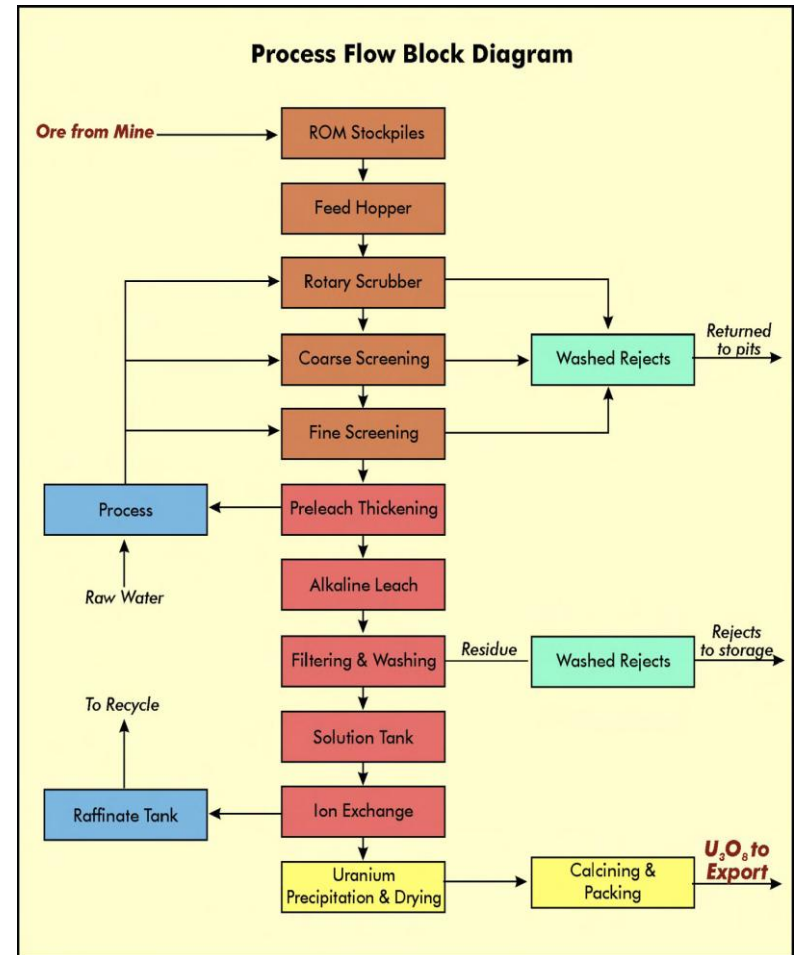 Process Flow Block Diagram
Ore from Mine
ROM Stockpiles
Feed Hopper
Rotary Scrubber
Returned
to pits
Coarse Screening
Washed Rejects
Fine Screening
Process
Preleach Thickening
Raw Water
Alkaline Leach
Filtering & Washing
Residue
Washed Rejects
Rejects
to storage
To Recycle
Solution Tank
Raffinate Tank
Ion Exchange
Uranium
Precipitation & Drying
Calcining &
Packing
U₃O₈ to
Export